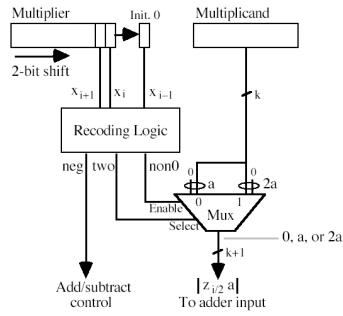 Multiplier
Init. 0
Multiplicand
2-bit shift
x i+1
x i
x i–1
k
Recoding Logic
neg
two
non0
0
a
0
2a
0
1
Enable
Mux
Select
0, a, or 2a
k+1
Add/subtract
control
|z i/2 a|
To adder input